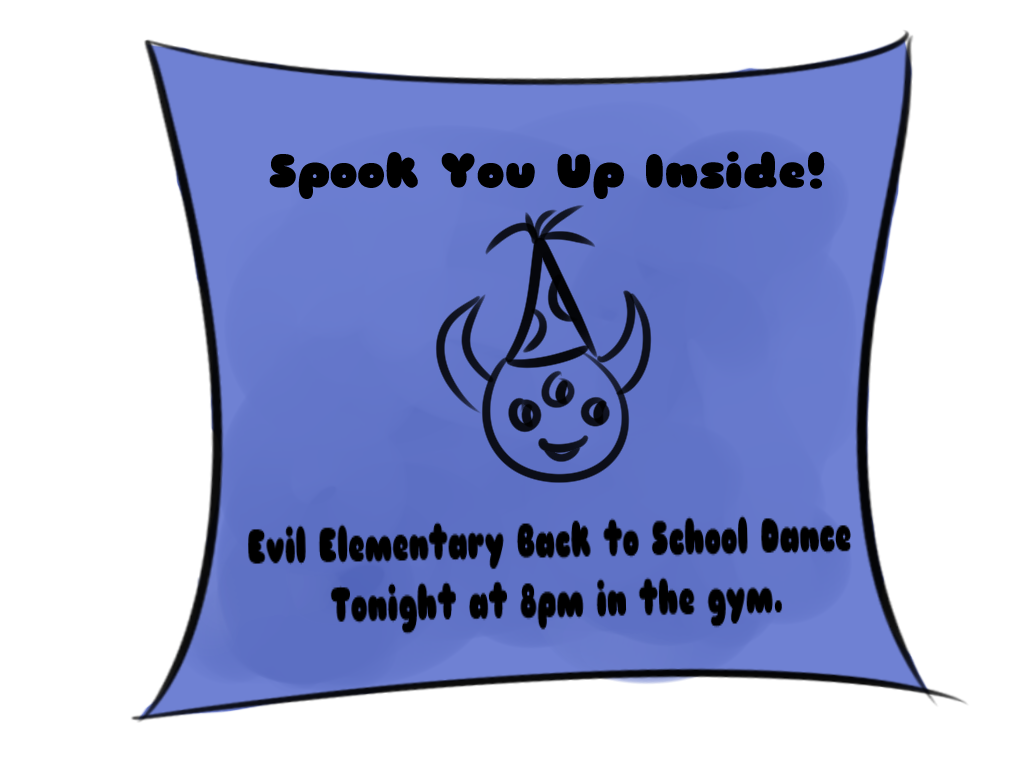 Spook You Up Inside!
Evil Elementary Back to School Dance
Tonight at 8pm in the gym.